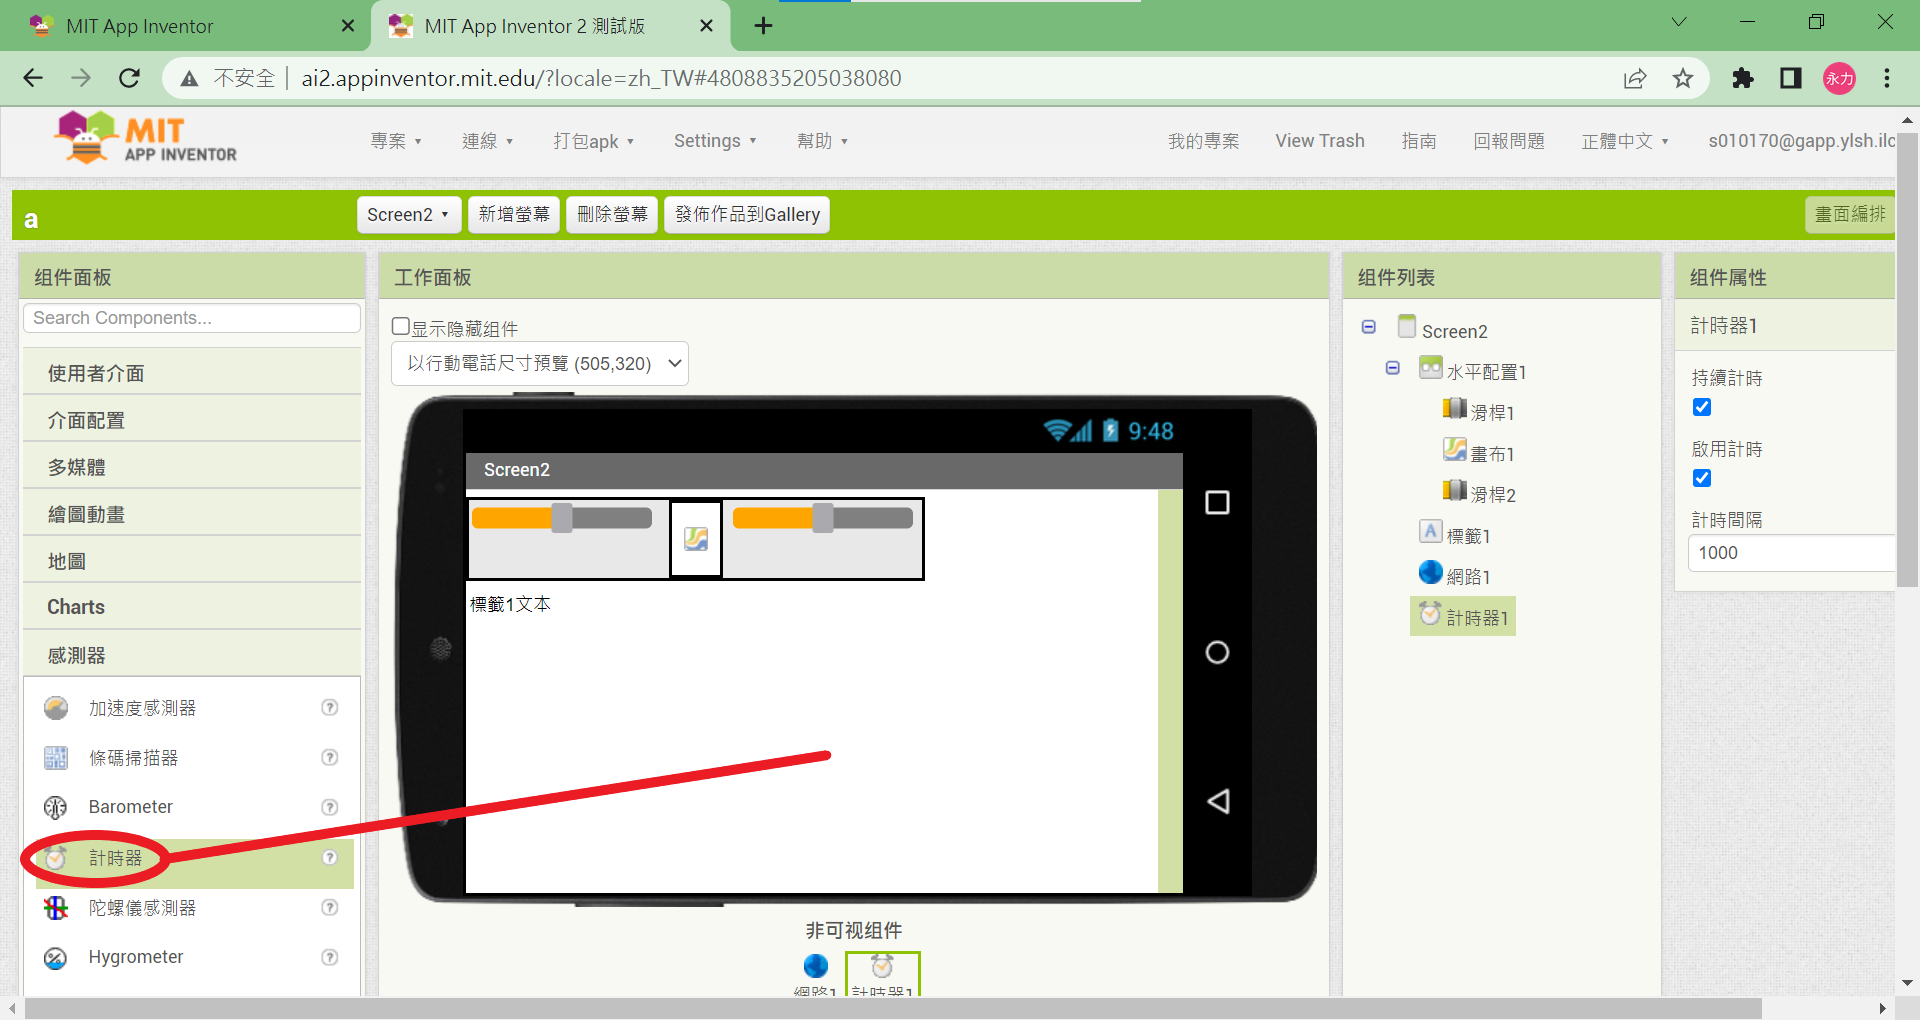 MIT App Inventor
MIT App Inventor 2 測試版
不安全
ai2.appinventor.mit.edu/?locale=zh_TW#4808835205038080
永力
MIT
APP INVENTOR
專案
連線
打包apk
Settings
幫助
我的專案
View Trash
指南
回報問題
正體中文
s010170@gapp.ylsh.ilc
a
Screen2
新增螢幕
刪除螢幕
發佈作品到Gallery
畫面編排
组件面板
Search Components...
使用者介面
介面配置
多媒體
繪圖動畫
地圖
Charts
感測器
加速度感測器
條碼掃描器
Barometer
計時器
陀螺儀感測器
Hygrometer
工作面板
显示隐藏组件
以行動電話尺寸預覽 (505,320)
9:48
Screen2
標籤1文本
非可视组件
網路1
計時器1
组件列表
Screen2
水平配置1
滑桿1
畫布1
滑桿2
A
標籤1
網路1
計時器1
组件属性
計時器1
持續計時
啟用計時
計時間隔
1000